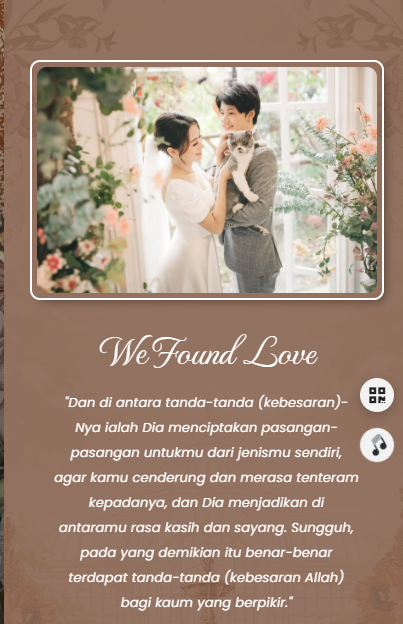 We Found Love
"Dan di antara tanda-tanda (kebesaran)-
Nya ialah Dia menciptakan pasangan-
pasangan untukmu dari jenismu sendiri,
agar kamu cenderung dan merasa tenteram
kepadanya, dan Dia menjadikan di
antaramu rasa kasih dan sayang. Sungguh,
pada yang demikian itu benar-benar
terdapat tanda-tanda (kebesaran Allah)
bagi kaum yang berpikir."